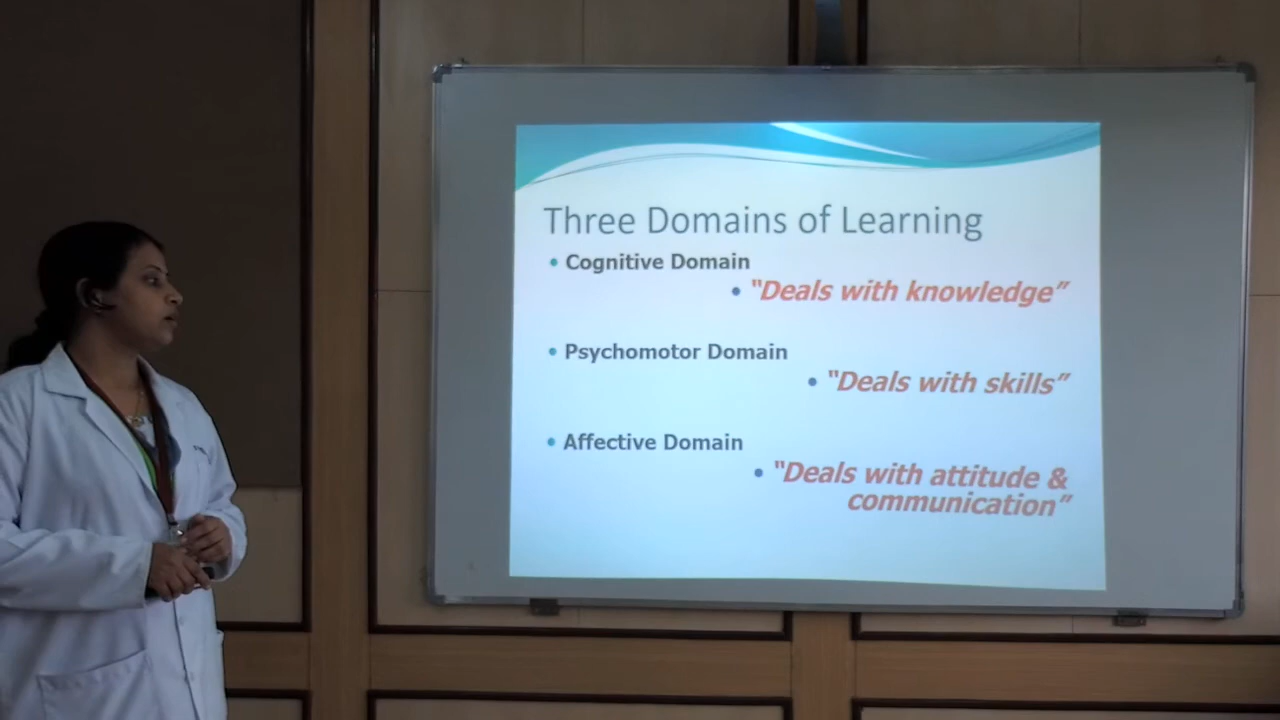 Three Domains of Learning
• Cognitive Domain
• “Deals with knowledge”
• Psychomotor Domain
• “Deals with skills”
• Affective Domain
• “Deals with attitude &
communication”